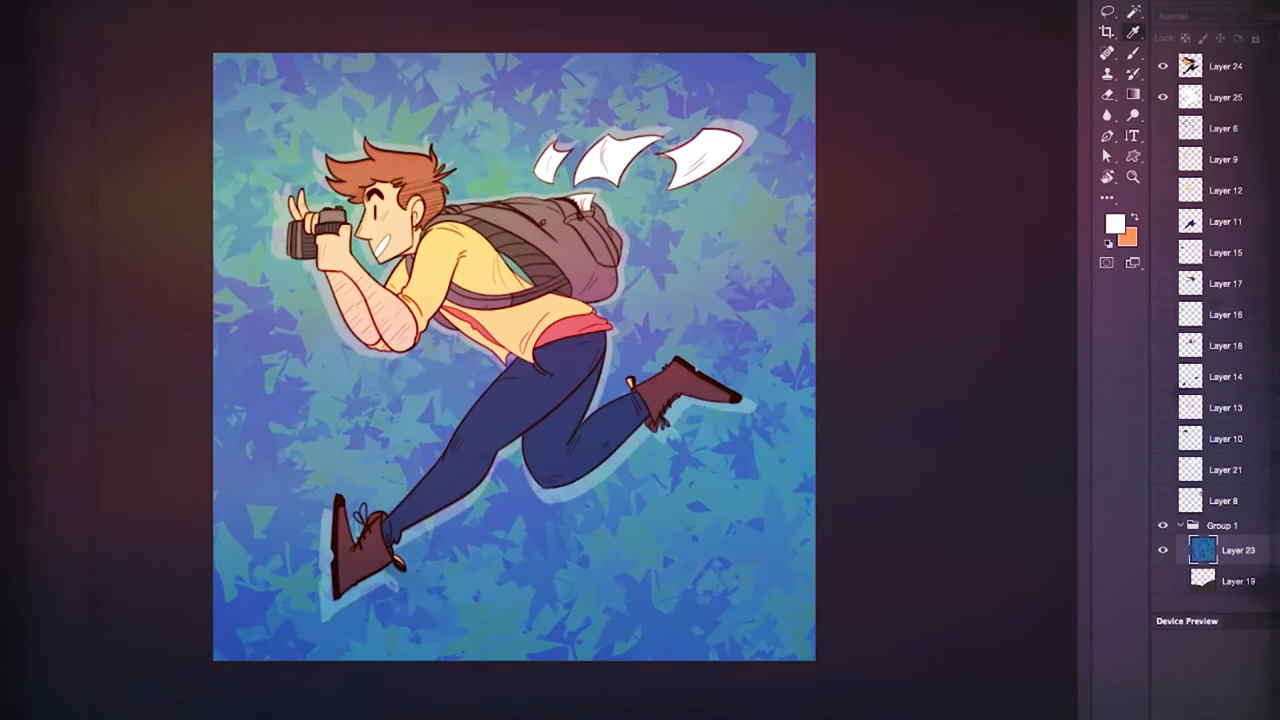 Normal
Lock:
Layer 24
Layer 25
Layer 6
Layer 9
Layer 12
Layer 11
Layer 15
Layer 17
Layer 16
Layer 18
Layer 14
Layer 13
Layer 10
Layer 21
Layer 8
Group 1
Layer 23
Layer 19
Device Preview